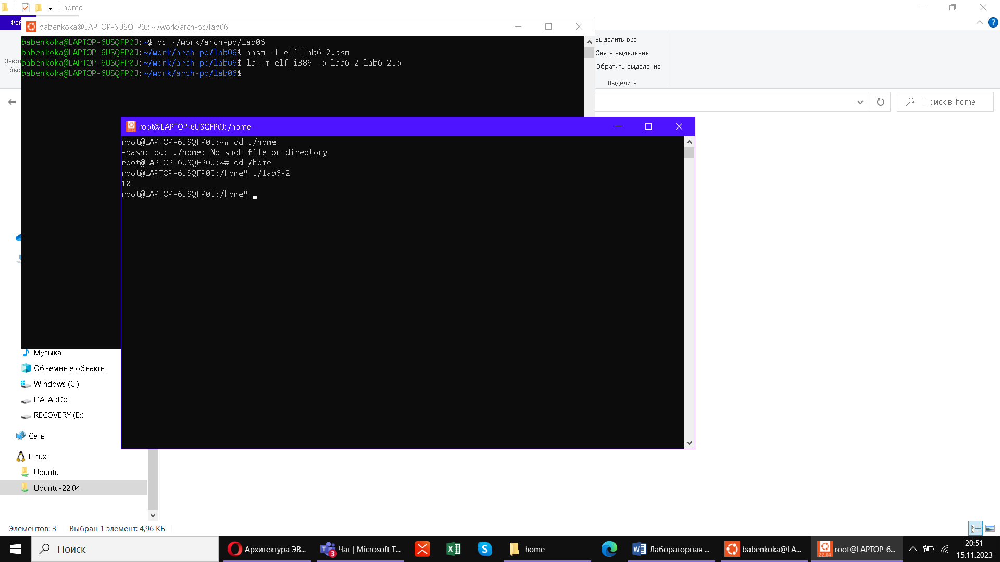 home
Фай
babenkoka@LAPTOP-6USQFP0J: ~/work/arch-pc/lab06
babenkoka@LAPTOP-6USQFP0J:~$ cd ~/work/arch-pc/lab06
babenkoka@LAPTOP-6USQFP0J:~/work/arch-pc/lab06$ nasm -f elf lab6-2.asm
babenkoka@LAPTOP-6USQFP0J:~/work/arch-pc/lab06$ ld -m elf_i386 -o lab6-2 lab6-2.o
babenkoka@LAPTOP-6USQFP0J:~/work/arch-pc/lab06$
Закре
быс
Выделить все
Снять выделение
Обратить выделение
Выделить
Поиск в: home
root@LAPTOP-6USQFP0J: /home
root@LAPTOP-6USQFP0J:~# cd ./home
-bash: cd: ./home: No such file or directory
root@LAPTOP-6USQFP0J:~# cd /home
root@LAPTOP-6USQFP0J:/home# ./lab6-2
10
root@LAPTOP-6USQFP0J:/home#
Музыка
Объемные объекты
Windows (C:)
DATA (D:)
RECOVERY (E:)
Сеть
Linux
Ubuntu
Ubuntu-22.04
Элементов: 3 Выбран 1 элемент: 4,96 КБ
Поиск
Архитектура ЭВ...
3
Чат | Microsoft T...
home
Лабораторная ...
babenkoka@LA...
22.04
root@LAPTOP-6...
20:51
15.11.2023